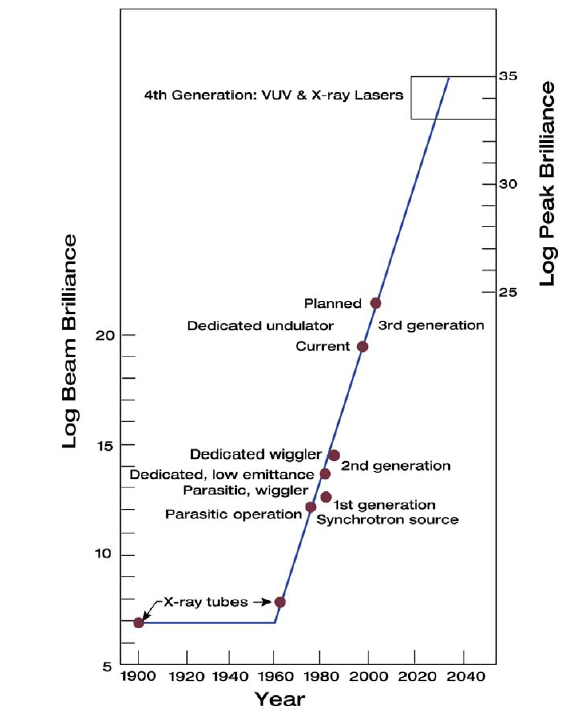 35
4th Generation: VUV & X-ray Lasers
30
Log Peak Brilliance
25
Planned
Dedicated undulator
3rd generation
Current
20
Log Beam Brilliance
15
Dedicated wiggler
2nd generation
Dedicated, low emittance
Parasitic, wiggler
1st generation
Parasitic operation
Synchrotron source
10
X-ray tubes
5
1900 1920 1940 1960 1980 2000 2020 2040
Year